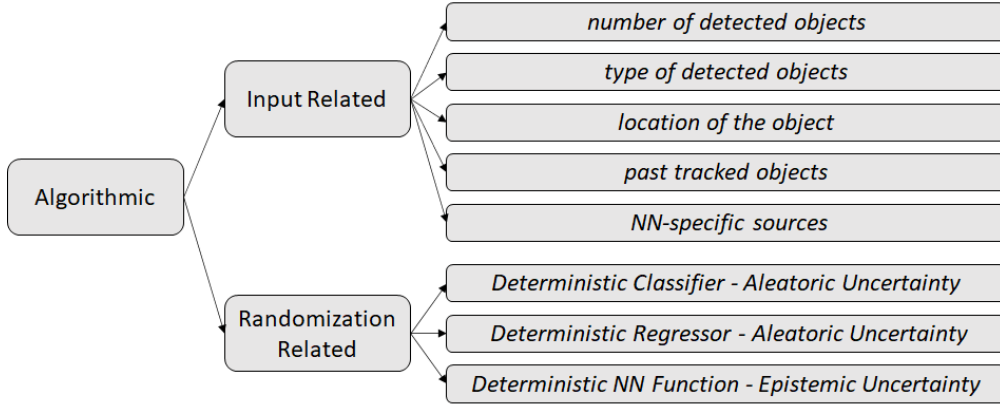 Algorithmic
Input Related
number of detected objects
type of detected objects
location of the object
past tracked objects
NN-specific sources
Randomization
Related
Deterministic Classifier - Aleatoric Uncertainty
Deterministic Regressor - Aleatoric Uncertainty
Deterministic NN Function - Epistemic Uncertainty